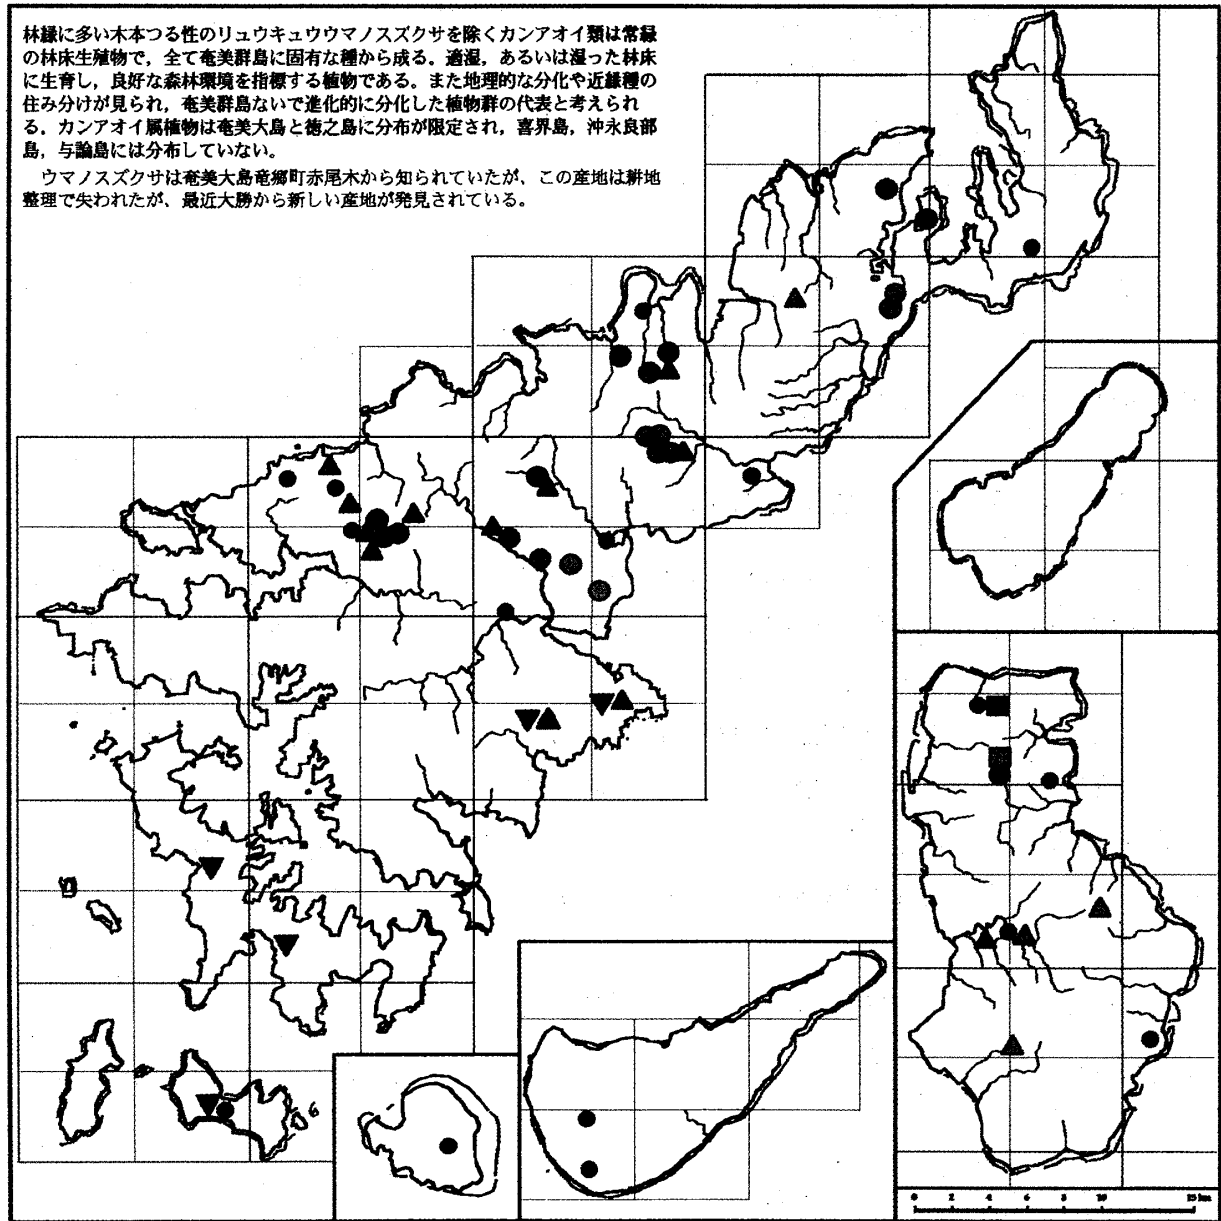 林縁に多い木本つる性のリュウキュウウマノスズクサを除くカンアオイ類は常緑
の林床生殖物で，全て奄美群島に固有な種から成る。適湿，あるいは湿った林床
に生育し，良好な森林環境を指標する植物である。また地理的な分化や近縁種の
住み分けが見られ，奄美群島ないで進化的に分化した植物群の代表と考えられ
る。カンアオイ属植物は奄美大島と徳之島に分布が限定され，喜界島，沖永良部
島，与論島には分布していない。
ウマノスズクサは奄美大島竜郷町赤尾木から知られていたが、この産地は耕地
整理で失われたが、最近大勝から新しい産地が発見されている。
0 2 4 6 8 10 15 km